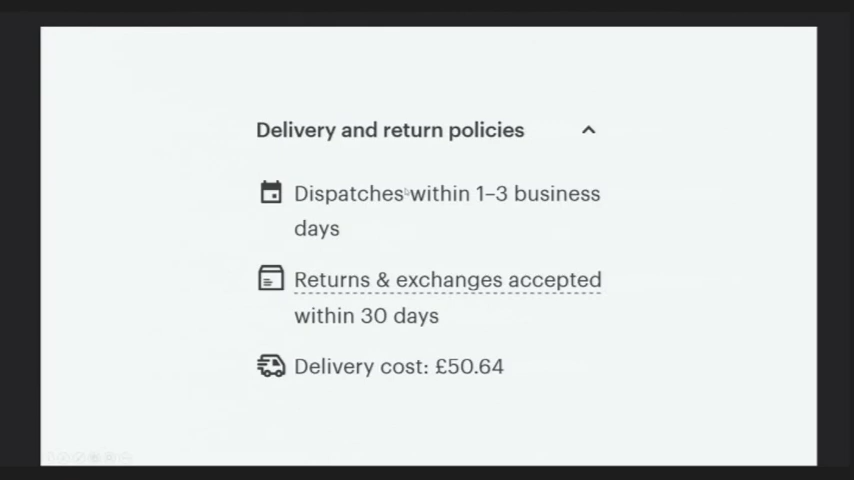 Delivery and return policies
Dispatches within 1–3 business
days
Returns & exchanges accepted
within 30 days
Delivery cost: £50.64